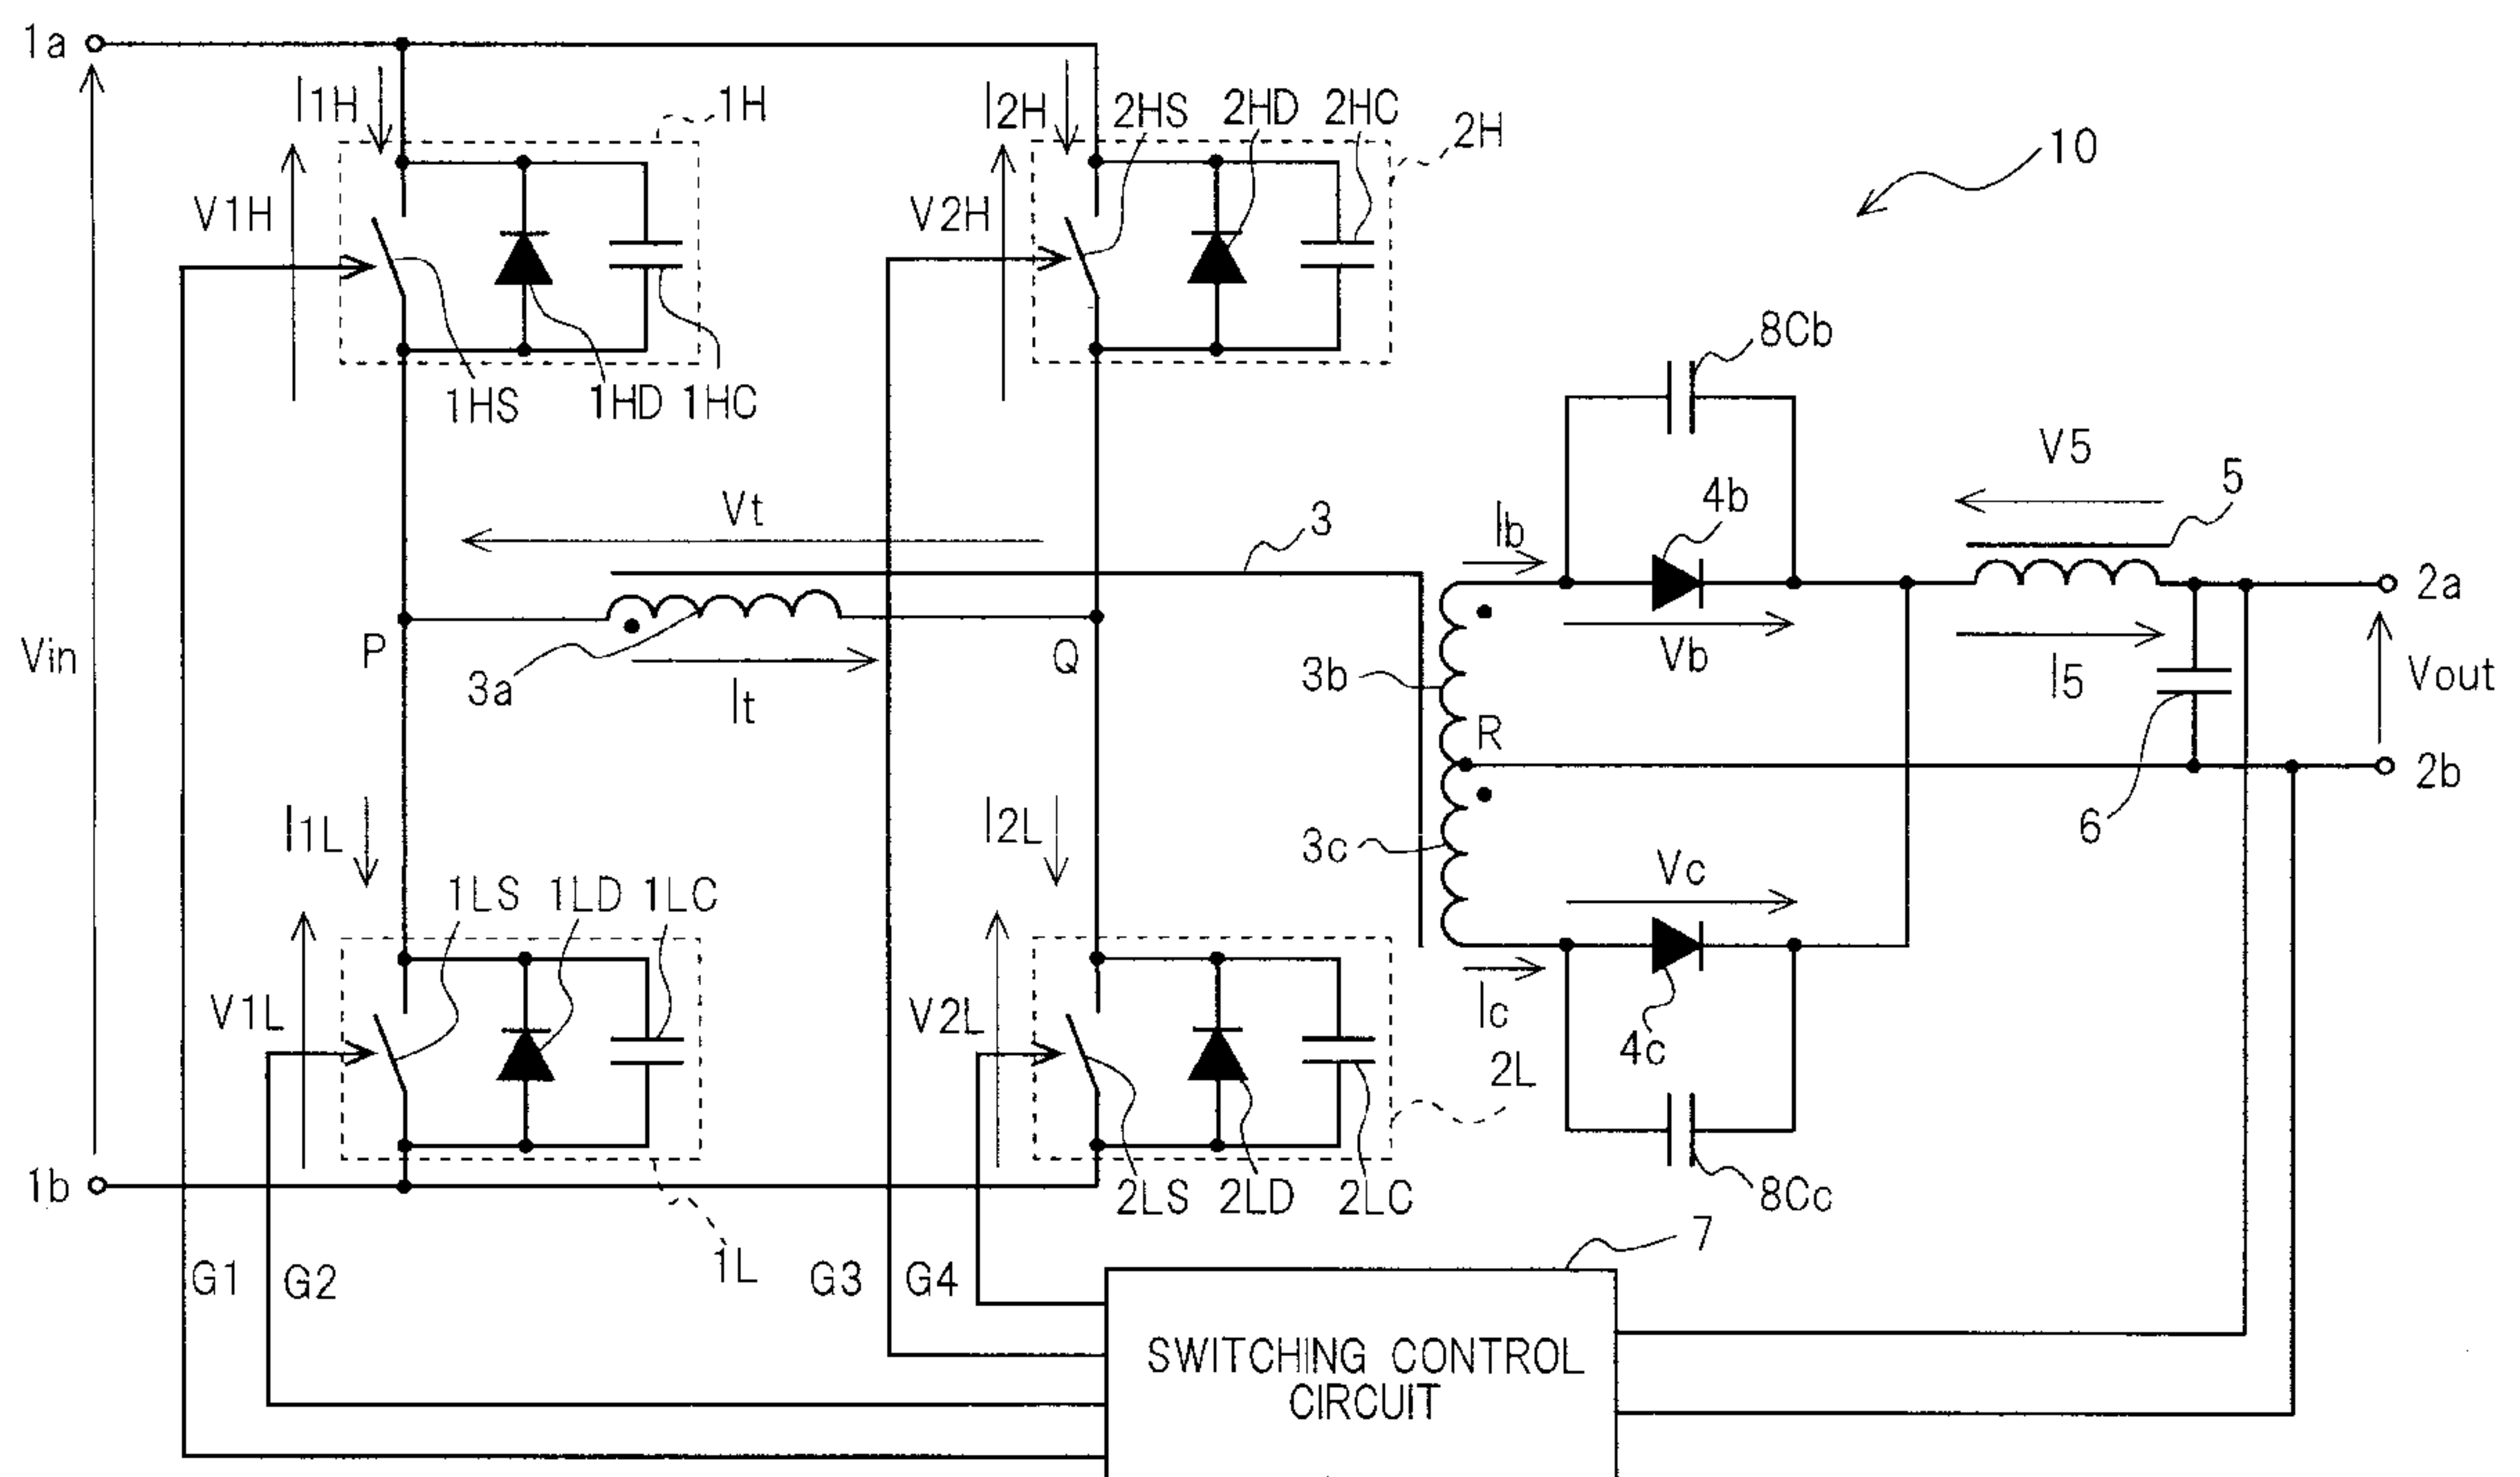 1a
I1H
1H
I2H
2HS
2HD
2HC
2H
10
V1H
V2H
8Cb
1HS
1HD
1HC
V5
5
Vt
3
Ib
4b
2a
P
Q
3a
It
3b
Vb
I5
Vout
Vin
R
2b
I1L
I2L
3c
Vc
6
1LS
1LD
1LC
V1L
V2L
Ic
4c
2L
1b
2LS
2LD
2LC
8Cc
7
1L
G1
G2
G3
G4
SWITCHING CONTROL
CIRCUIT